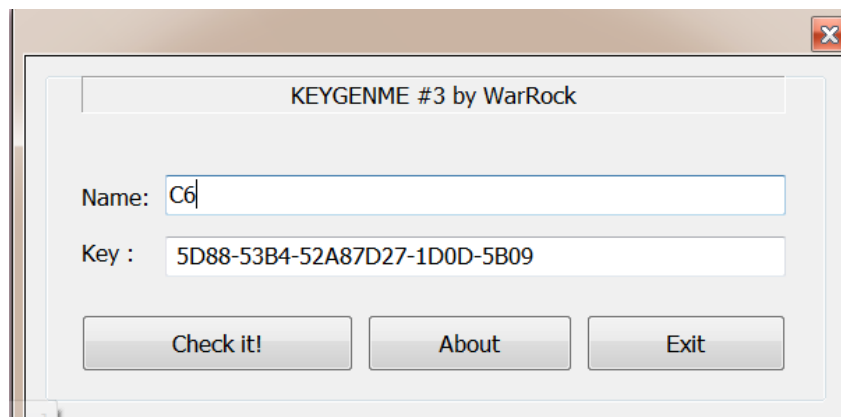 KEYGENME #3 by WarRock
Name: C6
Key : 5D88-53B4-52A87D27-1D0D-5B09
Check it! About Exit